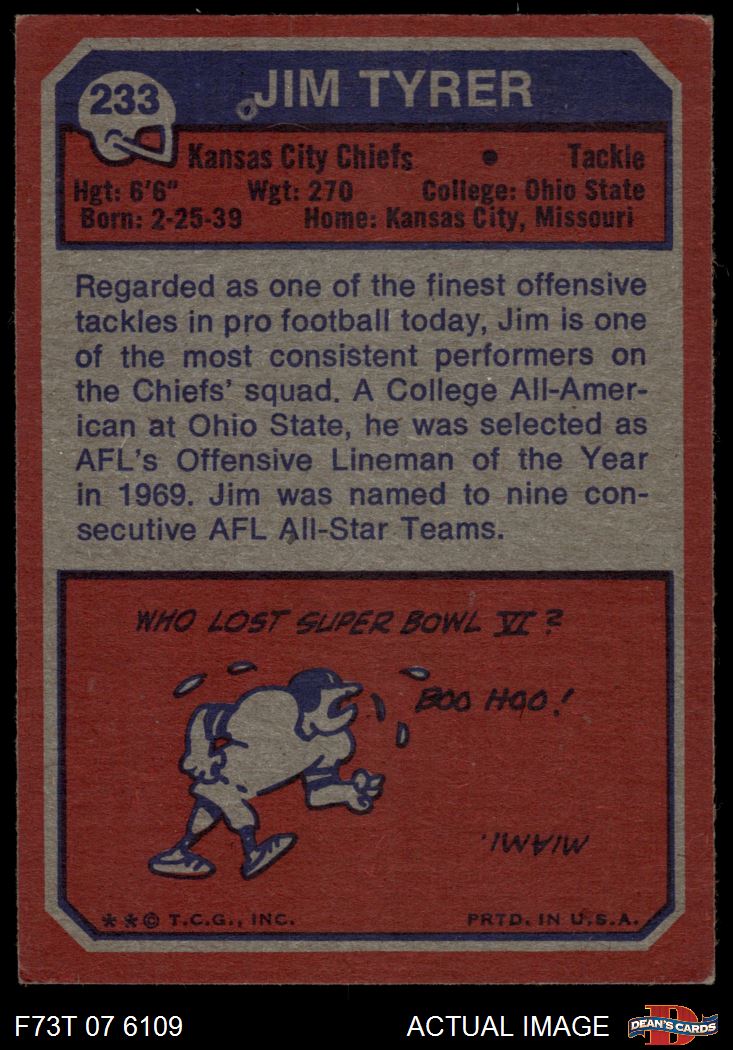 233
JIM TYRER
Kansas City Chiefs • Tackle
Hgt: 6'6" Wgt: 270 College: Ohio State
Born: 2-25-39 Home: Kansas City, Missouri
Regarded as one of the finest offensive
tackles in pro football today, Jim is one
of the most consistent performers on
the Chiefs' squad. A College All-Amer-
ican at Ohio State, he was selected as
AFL's Offensive Lineman of the Year
in 1969. Jim was named to nine con-
secutive AFL All-Star Teams.
WHO LOST SUPER BOWL VI?
BOO HOO!
MIAMI.
**© T.C.G., INC. PRTD. IN U.S.A.
F73T 07 6109 ACTUAL IMAGE D DEAN'S CARDS